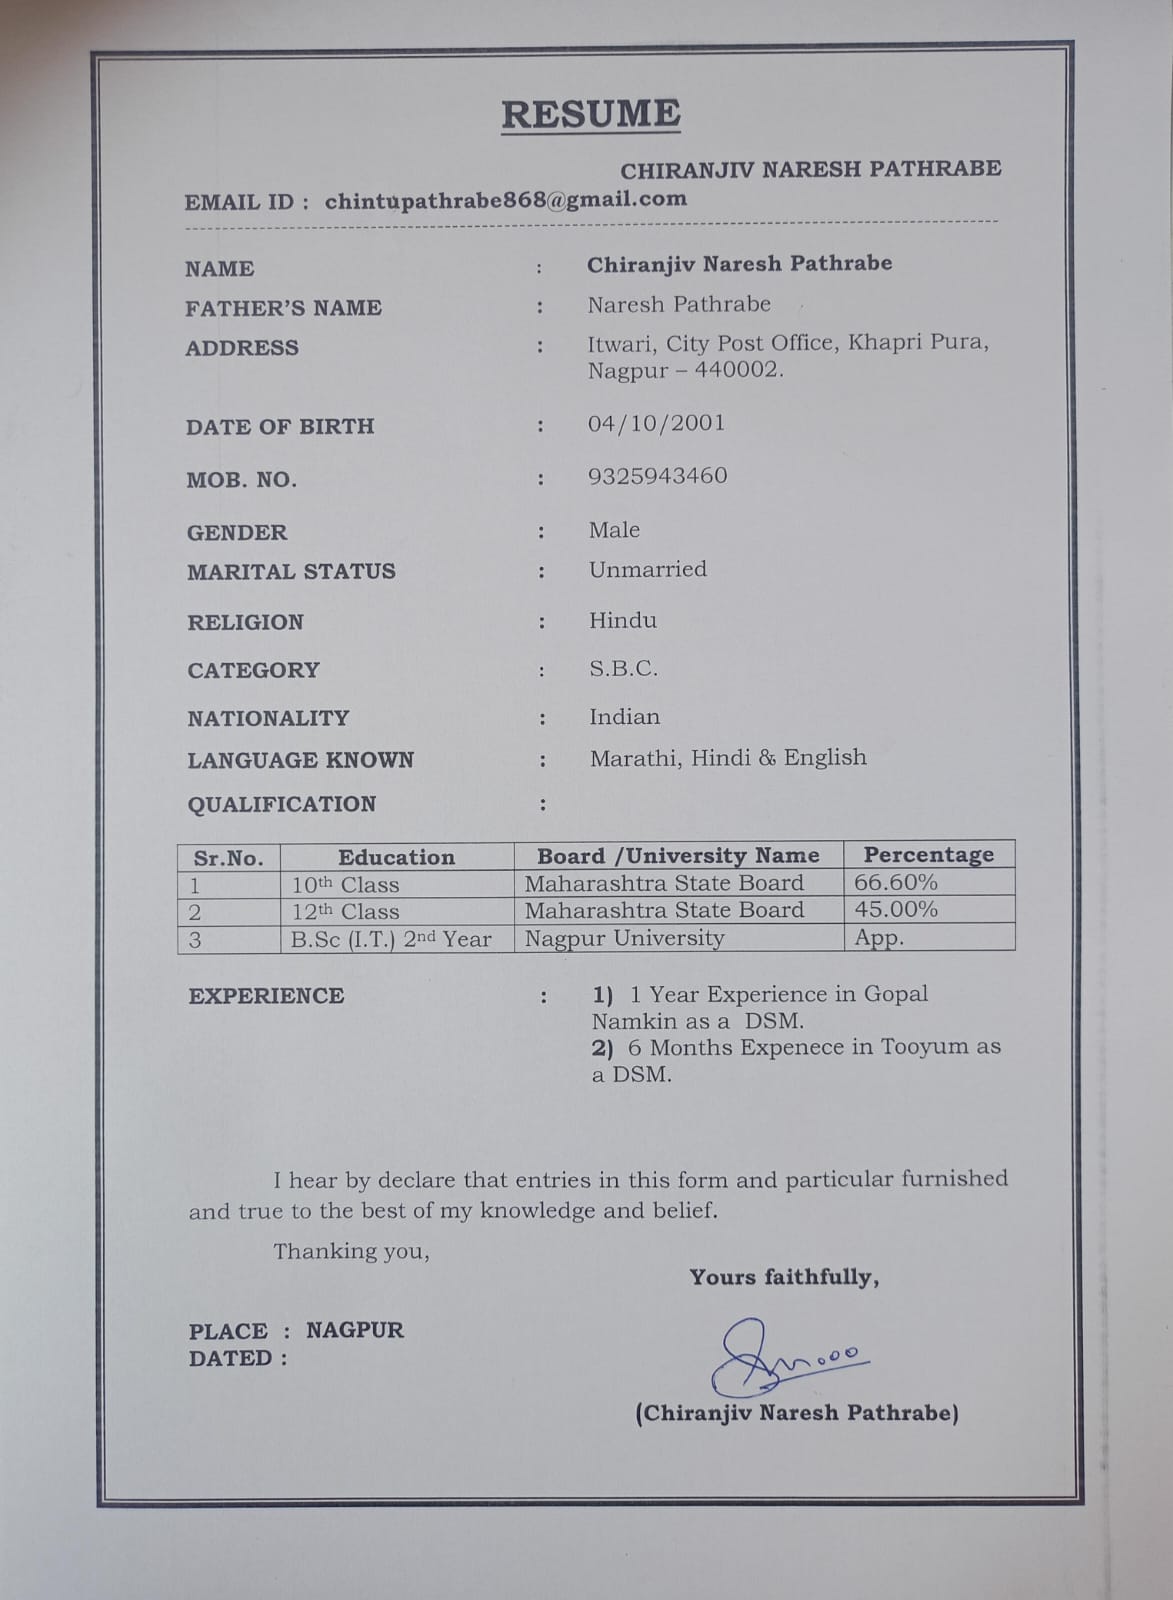 RESUME
CHIRANJIV NARESH PATHRABE
EMAIL ID : chintupathrabe868@gmail.com
NAME : Chiranjiv Naresh Pathrabe
FATHER'S NAME : Naresh Pathrabe
ADDRESS : Itwari, City Post Office, Khapri Pura,
Nagpur – 440002.
DATE OF BIRTH : 04/10/2001
MOB. NO. : 9325943460
GENDER : Male
MARITAL STATUS : Unmarried
RELIGION : Hindu
CATEGORY : S.B.C.
NATIONALITY : Indian
LANGUAGE KNOWN : Marathi, Hindi & English
QUALIFICATION :
Sr.No. Education Board /University Name Percentage
1 10th Class Maharashtra State Board 66.60%
2 12th Class Maharashtra State Board 45.00%
3 B.Sc (I.T.) 2nd Year Nagpur University App.
EXPERIENCE : 1) 1 Year Experience in Gopal
Namkin as a DSM.
2) 6 Months Expenece in Tooyum as
a DSM.
I hear by declare that entries in this form and particular furnished
and true to the best of my knowledge and belief.
Thanking you,
Yours faithfully,
PLACE : NAGPUR
DATED :
(Chiranjiv Naresh Pathrabe)